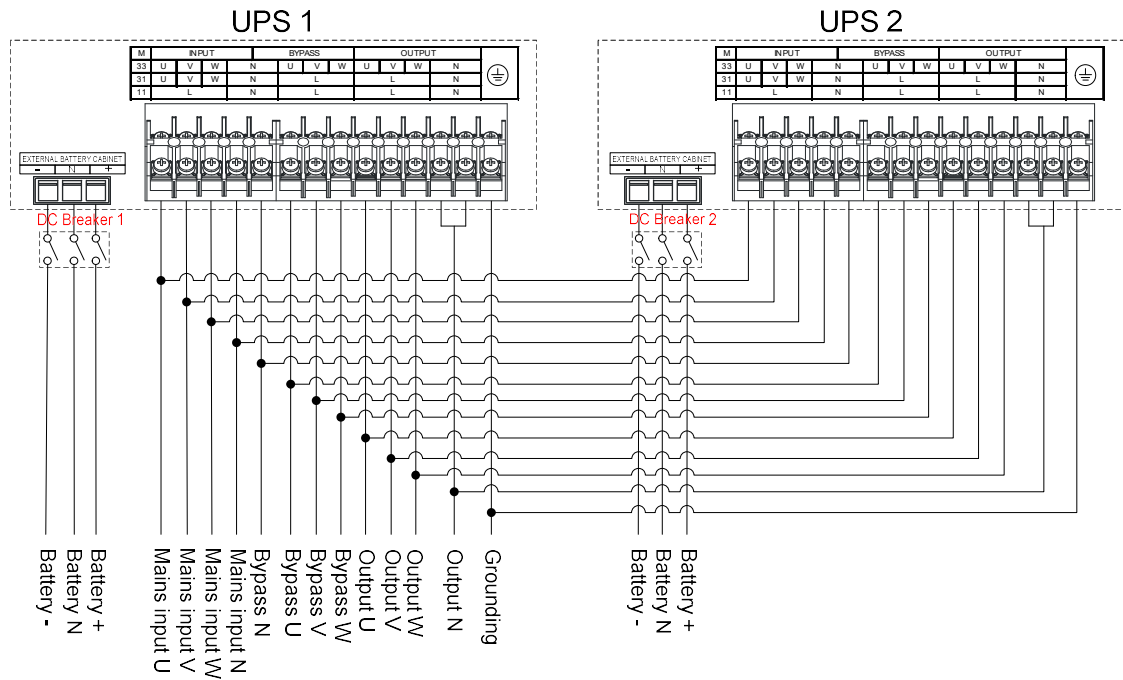 UPS 1
UPS 2
M INPUT BYPASS OUTPUT
33 U V W N U V W U V W N
31 U V W N L L N
11 L N L L N
M INPUT BYPASS OUTPUT
33 U V W N U V W U V W N
31 U V W N L L N
11 L N L L N
EXTERNAL BATTERY CABINET
- N +
EXTERNAL BATTERY CABINET
- N +
DC Breaker 1
DC Breaker 2
Battery -
Battery N
Battery +
Mains input U
Mains input V
Mains input W
Mains input N
Bypass N
Bypass U
Bypass V
Bypass W
Output U
Output V
Output W
Output N
Grounding
Battery -
Battery N
Battery +